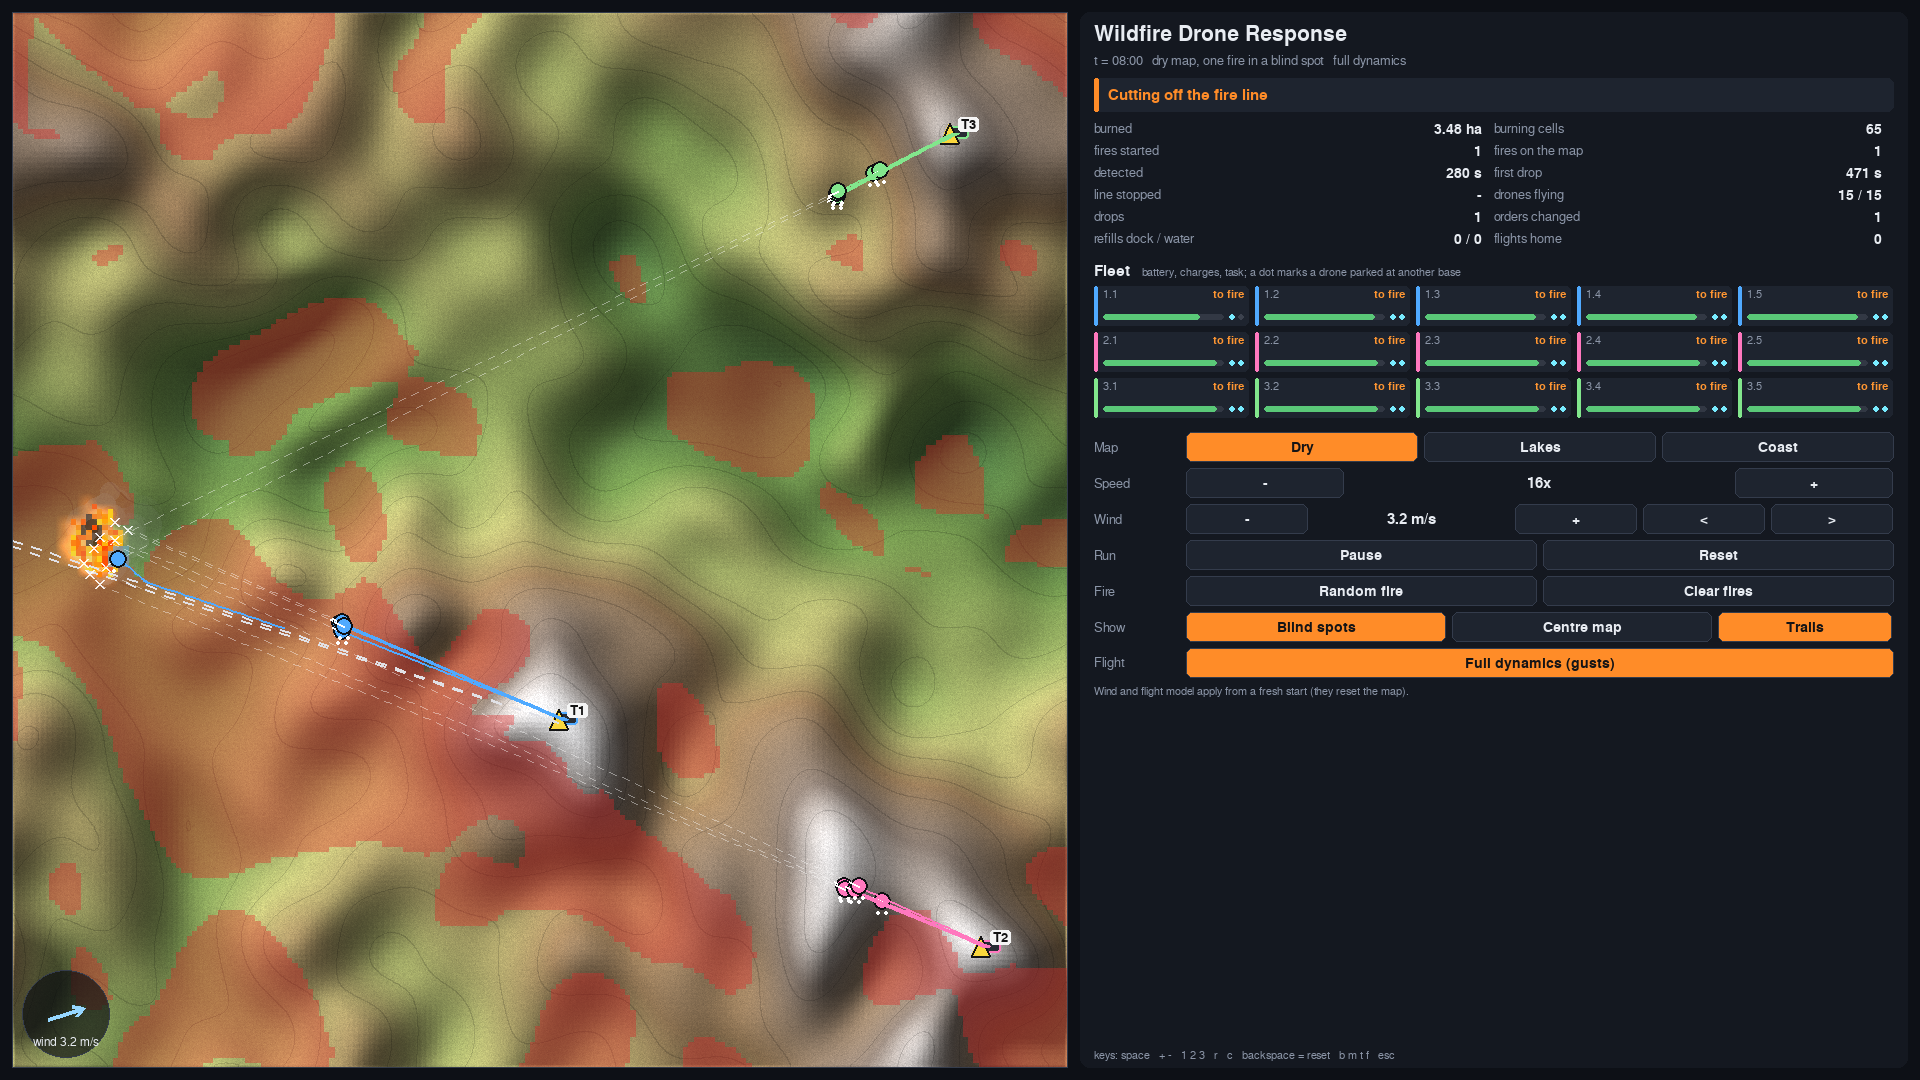 T3
T1
T2
wind 3.2 m/s
Wildfire Drone Response
t = 08:00 dry map, one fire in a blind spot full dynamics
Cutting off the fire line
burned 3.48 ha burning cells 65
fires started 1 fires on the map 1
detected 280 s first drop 471 s
line stopped - drones flying 15 / 15
drops 1 orders changed 1
refills dock / water 0 / 0 flights home 0
Fleet battery, charges, task; a dot marks a drone parked at another base
1.1 to fire 1.2 to fire 1.3 to fire 1.4 to fire 1.5 to fire
2.1 to fire 2.2 to fire 2.3 to fire 2.4 to fire 2.5 to fire
3.1 to fire 3.2 to fire 3.3 to fire 3.4 to fire 3.5 to fire
Map Dry Lakes Coast
Speed - 16x +
Wind - 3.2 m/s + < >
Run Pause Reset
Fire Random fire Clear fires
Show Blind spots Centre map Trails
Flight Full dynamics (gusts)
Wind and flight model apply from a fresh start (they reset the map).
keys: space + - 1 2 3 r c backspace = reset b m t f esc